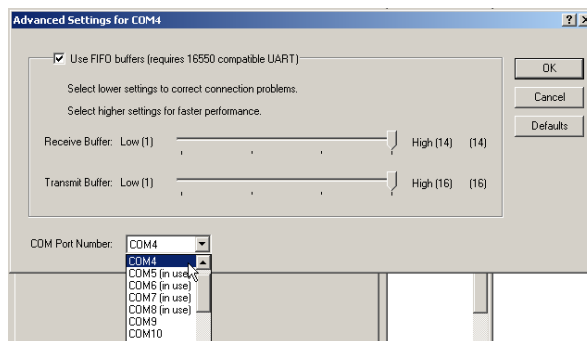 Advanced Settings for COM4
Use FIFO buffers (requires 16550 compatible UART)
OK
Select lower settings to correct connection problems.
Cancel
Select higher settings for faster performance.
Defaults
Receive Buffer: Low (1) High (14) (14)
Transmit Buffer: Low (1) High (16) (16)
COM Port Number: COM4
COM4
COM5 (in use)
COM6 (in use)
COM7 (in use)
COM8 (in use)
COM9
COM10